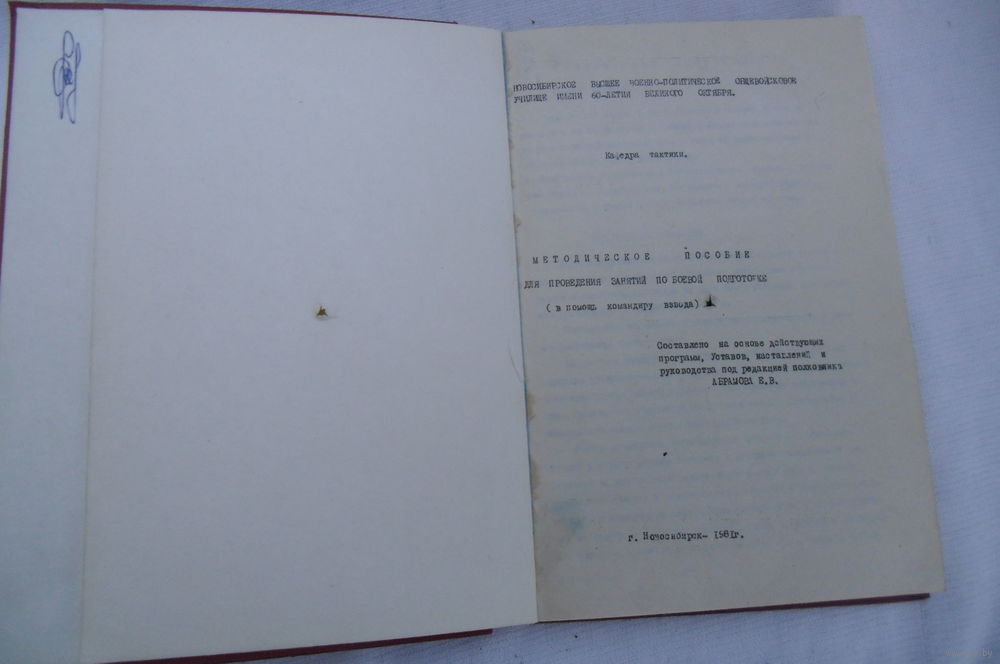 НОВОСИБИРСКОЕ ВЫСШЕЕ ВОЕННО-ПОЛИТИЧЕСКОЕ ОБЩЕВОЙСКОВОЕ
УЧИЛИЩЕ ИМЕНИ 60-ЛЕТИЯ ВЕЛИКОГО ОКТЯБРЯ.
Кафедра тактики.
МЕТОДИЧЕСКОЕ ПОСОБИЕ
ДЛЯ ПРОВЕДЕНИЯ ЗАНЯТИЙ ПО БОЕВОЙ ПОДГОТОВКЕ
( в помощь командиру взвода)
Составлено на основе действующих
программ, Уставов, наставлений и
руководства под редакцией полковника
АБРАМОВА Е.В.
г. Новосибирск- 1981г.